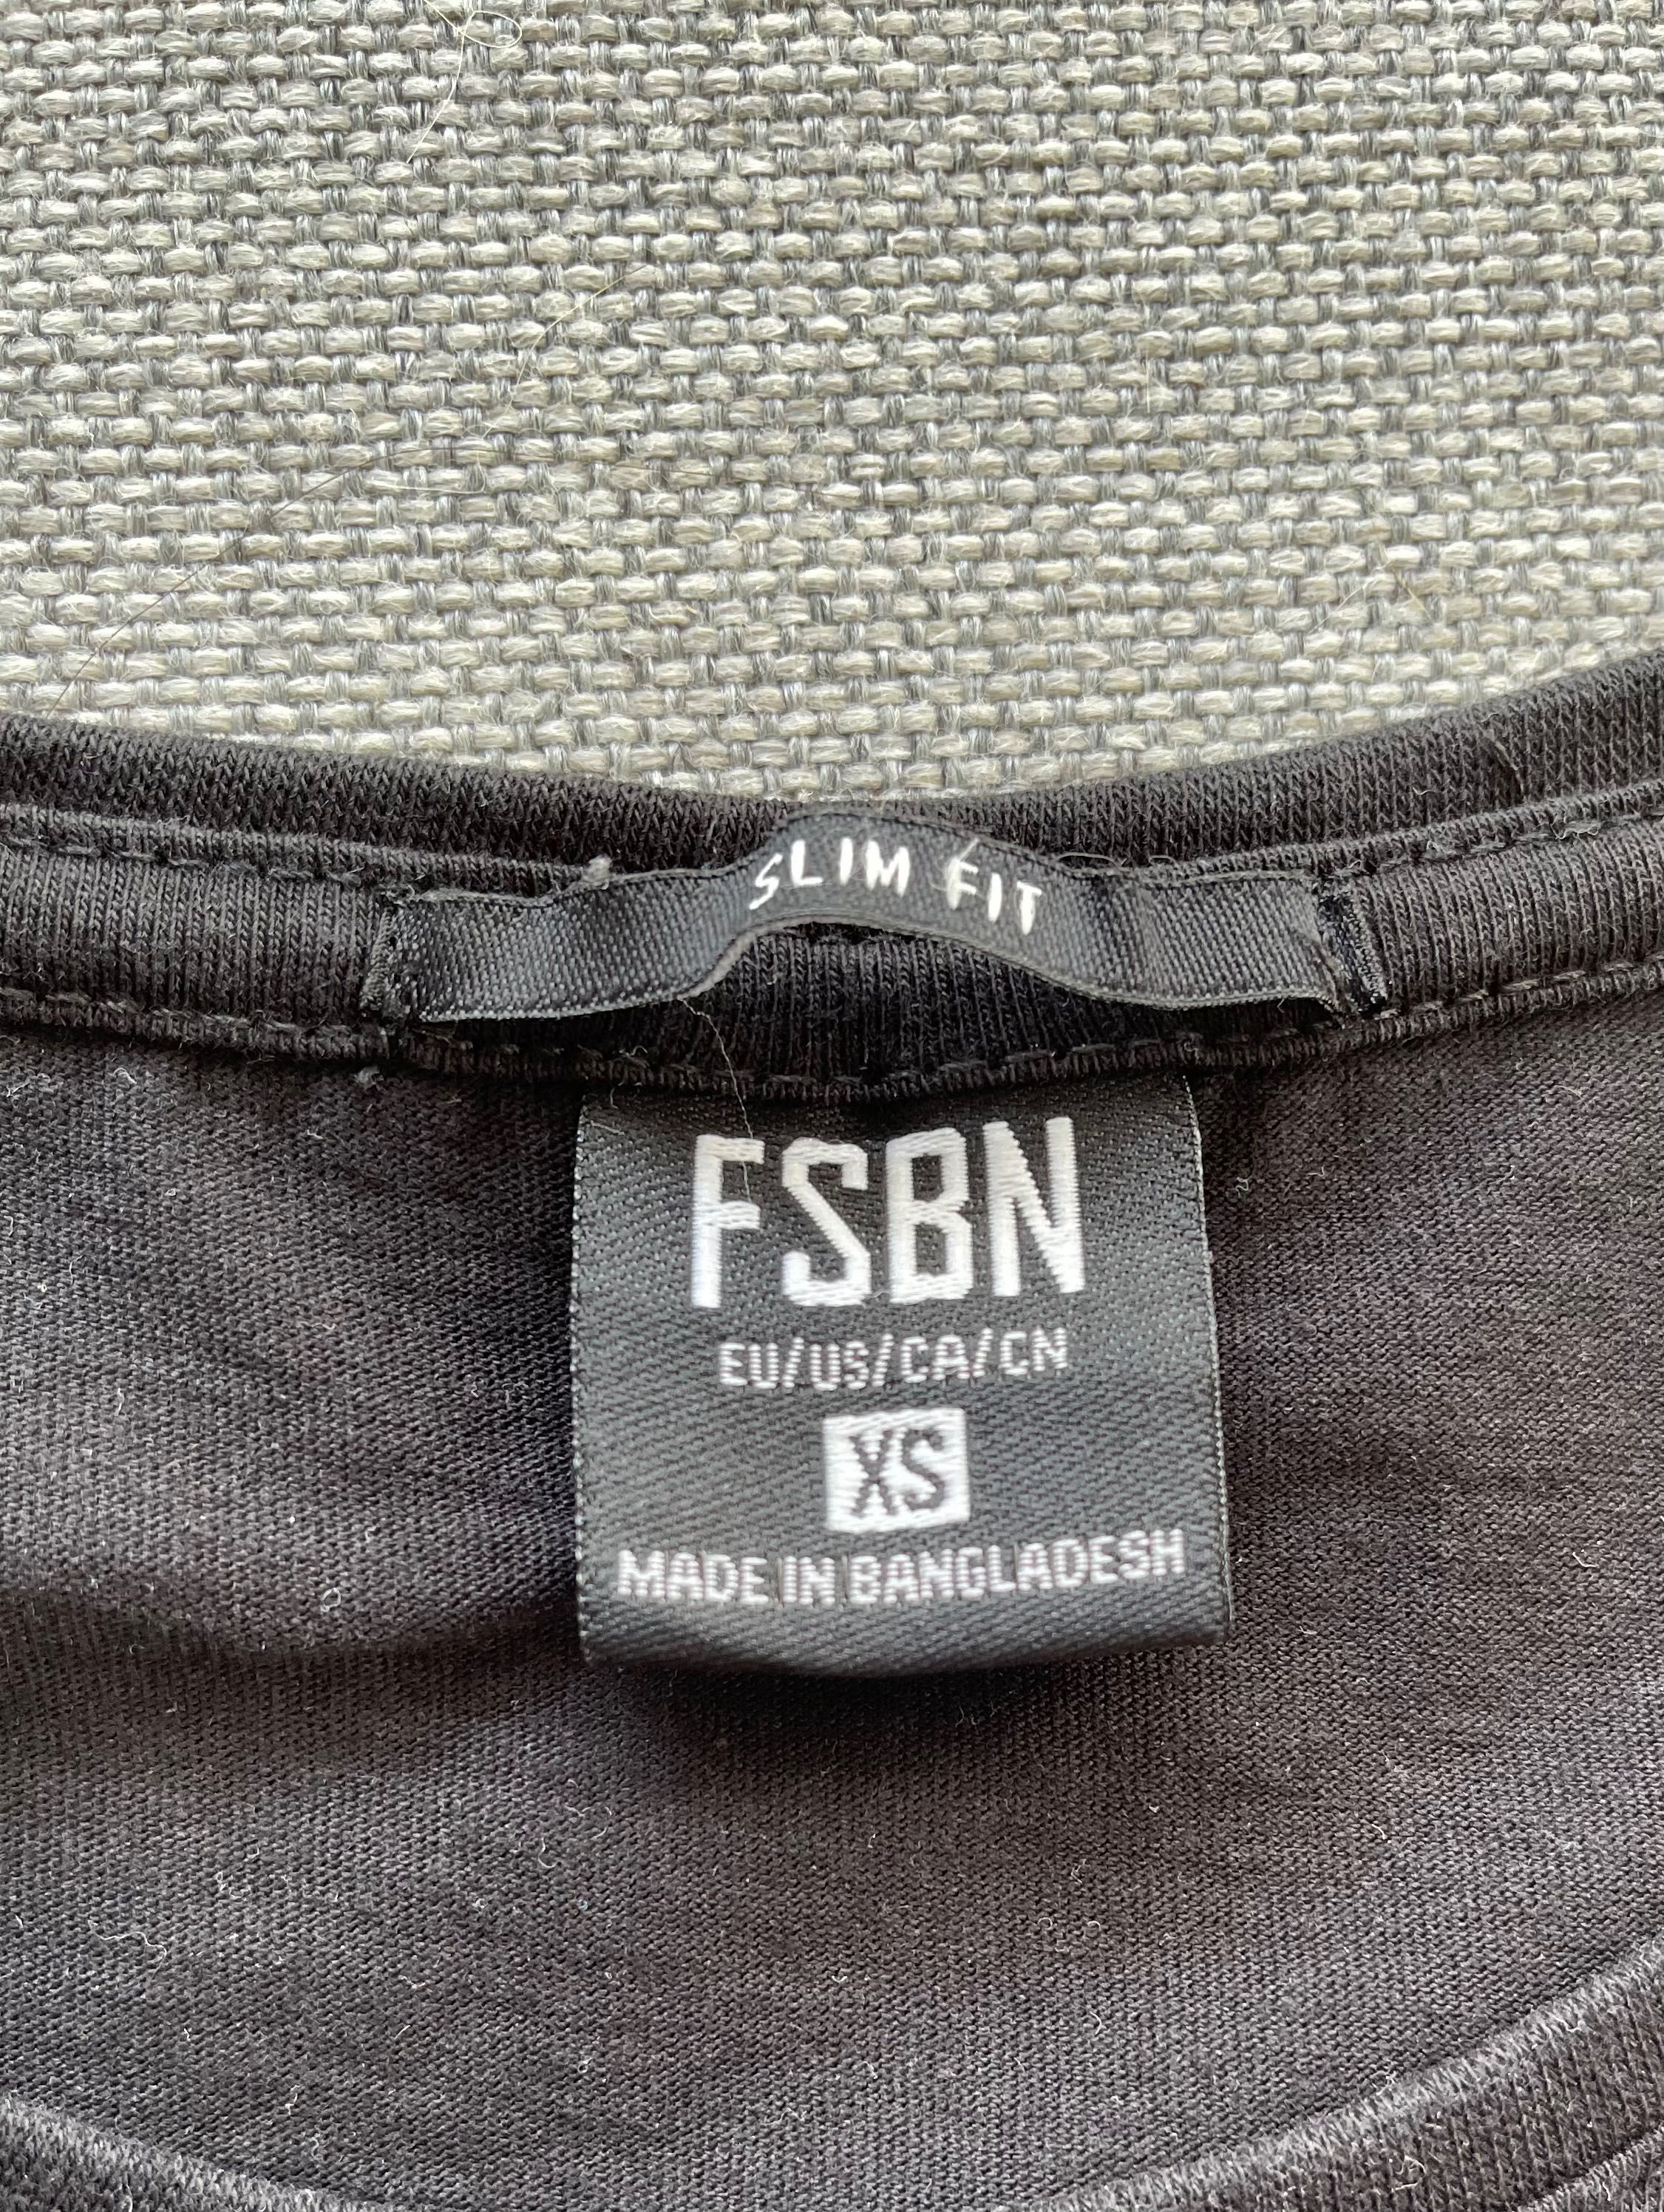 SLIM FIT
FSBN
EU/US/CA/CN
XS
MADE IN BANGLADESH